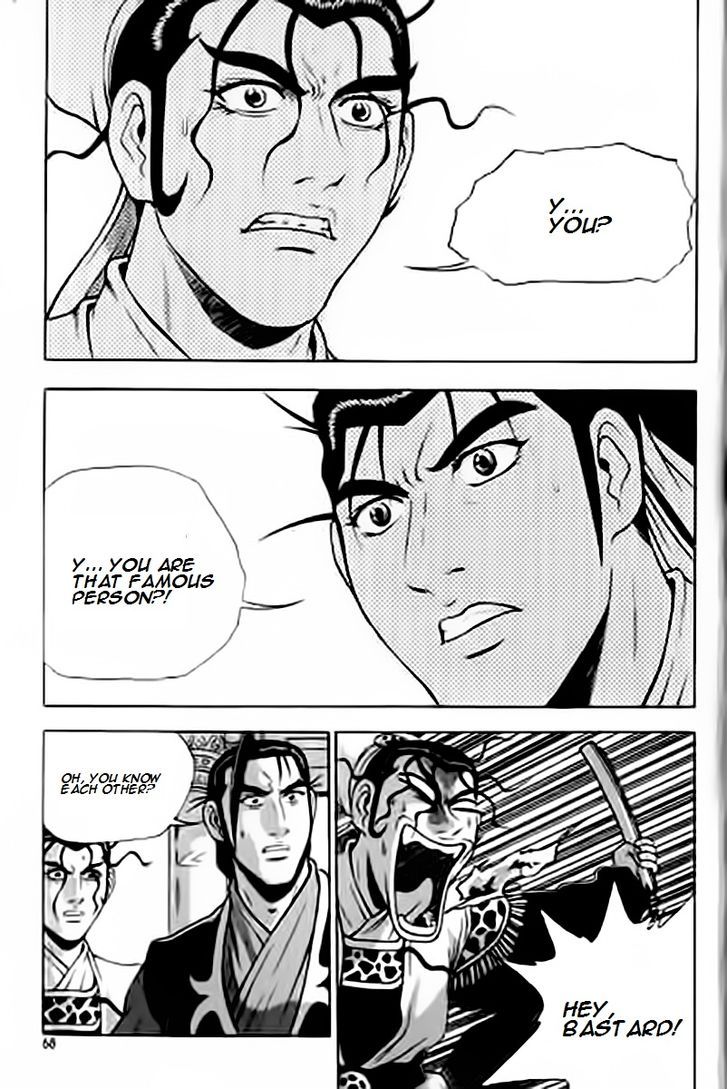 Y...
YOU?
Y... YOU ARE
THAT FAMOUS
PERSON?!
OH, YOU KNOW
EACH OTHER?
HEY,
BASTARD!
68